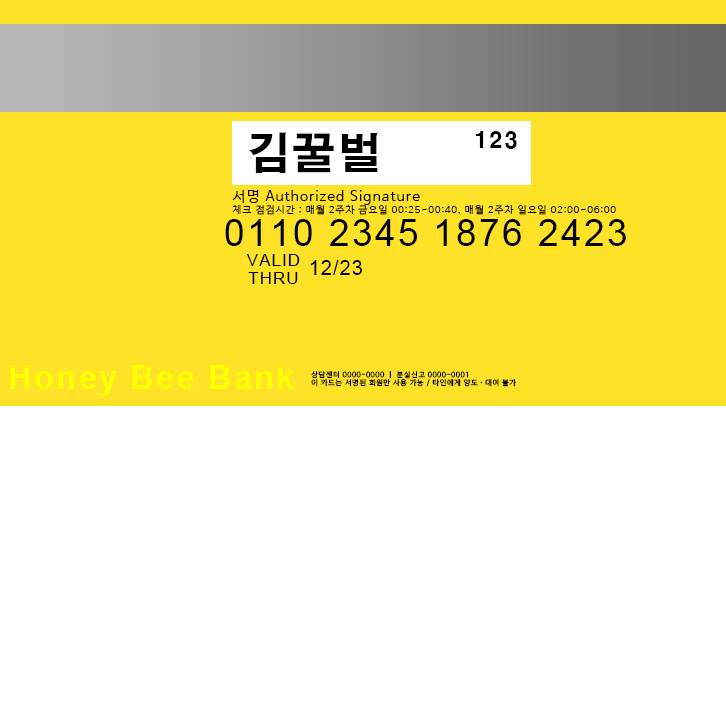 김꿀벌 123
서명 Authorized Signature
체크 점검시간 : 매월 2주차 금요일 00:25~00:40, 매월 2주차 일요일 02:00~06:00
0110 2345 1876 2423
VALID
THRU 12/23
Honey Bee Bank
상담센터 0000-0000 | 분실신고 0000-0001
이 카드는 서명된 회원만 사용 가능 / 타인에게 양도 · 대여 불가